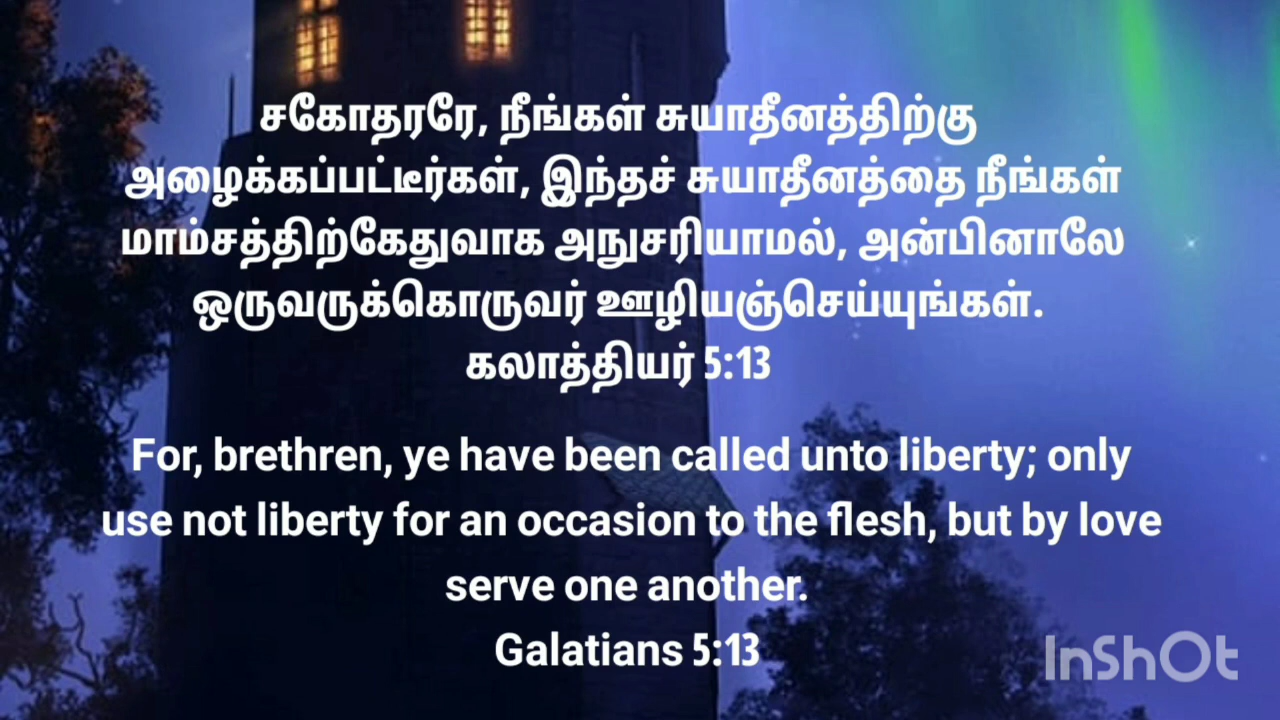 சகோதரரே, நீங்கள் சுயாதீனத்திற்கு
அழைக்கப்பட்டீர்கள், இந்தச் சுயாதீனத்தை நீங்கள்
மாம்சத்திற்கேதுவாக அநுசரியாமல், அன்பினாலே
ஒருவருக்கொருவர் ஊழியஞ்செய்யுங்கள்.
கலாத்தியர் 5:13
For, brethren, ye have been called unto liberty; only
use not liberty for an occasion to the flesh, but by love
serve one another.
Galatians 5:13
InShOt